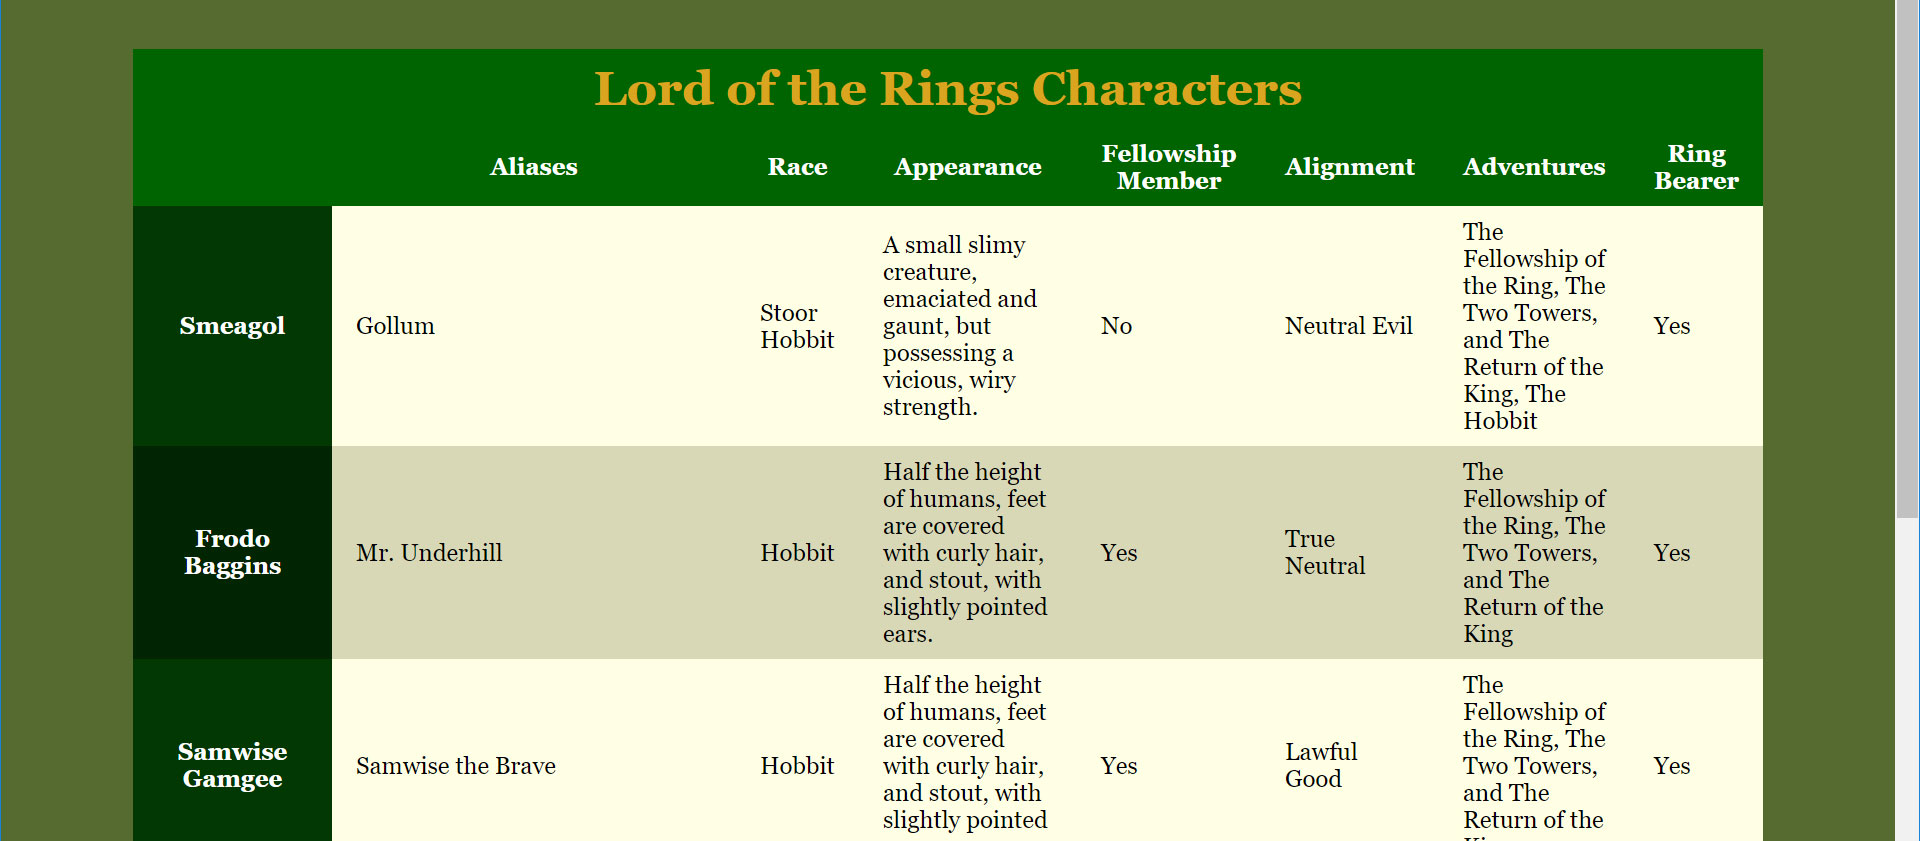 Lord of the Rings Characters
Aliases
Race
Appearance
Fellowship
Member
Alignment
Adventures
Ring
Bearer
Smeagol
Gollum
Stoor
Hobbit
A small slimy
creature,
emaciated and
gaunt, but
possessing a
vicious, wiry
strength.
No
Neutral Evil
The
Fellowship of
the Ring, The
Two Towers,
and The
Return of the
King, The
Hobbit
Yes
Frodo
Baggins
Mr. Underhill
Hobbit
Half the height
of humans, feet
are covered
with curly hair,
and stout, with
slightly pointed
ears.
Yes
True
Neutral
The
Fellowship of
the Ring, The
Two Towers,
and The
Return of the
King
Yes
Samwise
Gamgee
Samwise the Brave
Hobbit
Half the height
of humans, feet
are covered
with curly hair,
and stout, with
slightly pointed
Yes
Lawful
Good
The
Fellowship of
the Ring, The
Two Towers,
and The
Return of the
Yes